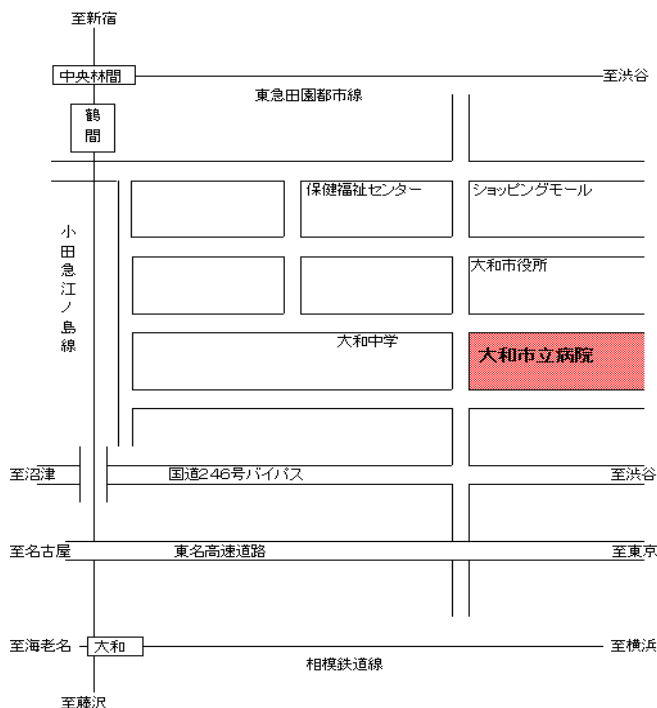 至新宿
中央林間
至渋谷
東急田園都市線
鶴間
保健福祉センター
ショッピングモール
小田急江ノ島線
大和市役所
大和中学
大和市立病院
至沼津
国道246号バイパス
至渋谷
至名古屋
東名高速道路
至東京
至海老名
大和
至横浜
相模鉄道線
至藤沢